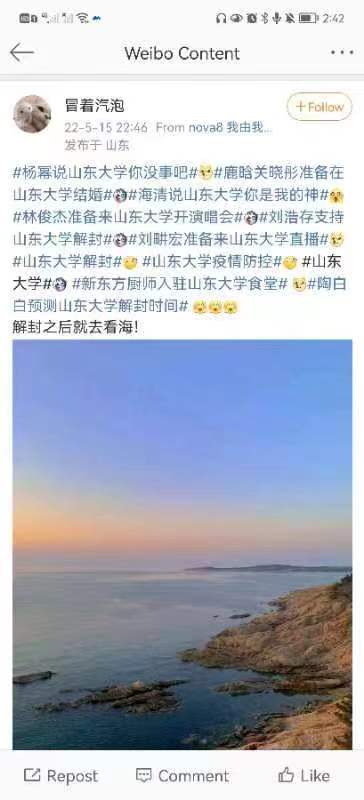 2:42
Weibo Content
冒着汽泡
22-5-15 22:46 From nova8 我由我...
发布于 山东
+Follow
#杨幂说山东大学你没事吧##鹿晗关晓彤准备在
山东大学结婚##海清说山东大学你是我的神#
#林俊杰准备来山东大学开演唱会##刘浩存支持
山东大学解封##刘畊宏准备来山东大学直播#
#山东大学解封# #山东大学疫情防控# #山东
大学# #新东方厨师入驻山东大学食堂# #陶白
白预测山东大学解封时间#
解封之后就去看海!
Repost
Comment
Like